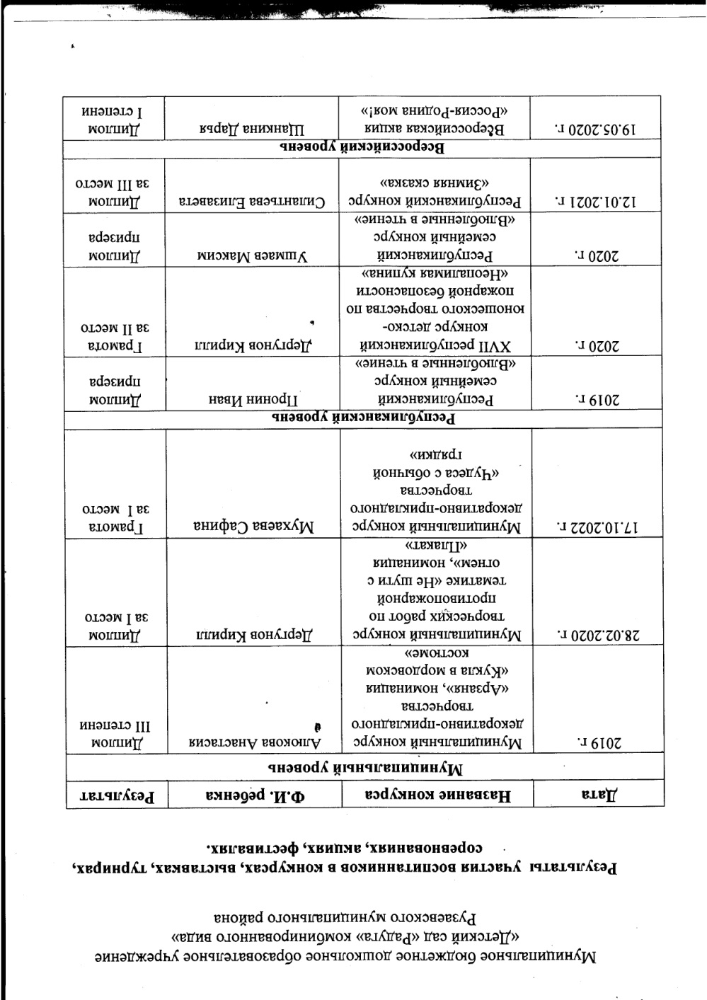 Муниципальное бюджетное дошкольное образовательное учреждение
«Детский сад «Радуга» комбинированного вида»
Рузаевского муниципального района
Результаты участия воспитанников в конкурсах, выставках, турнирах,
соревнованиях, акциях, фестивалях.
Дата Название конкурса Ф.И. ребенка Результат
Муниципальный уровень
2019 г. Муниципальный конкурс Алюкова Анастасия Диплом
декоративно-прикладного III степени
творчества
«Арзаня», номинация
«Кукла в мордовском
костюме»
28.02.2020 г. Муниципальный конкурс Дергунов Кирилл Диплом
творческих работ по за I место
противопожарной
тематике «Не шути с
огнем», номинация
«Плакат»
17.10.2022 г. Муниципальный конкурс Мухаева Сафина Грамота
декоративно-прикладного за I место
творчества
«Чудеса с обычной
грядки»
Республиканский уровень
2019 г. Республиканский Пронин Иван Диплом
семейный конкурс призера
«Влюбленные в чтение»
2020 г. XVII республиканский Дергунов Кирилл Грамота
конкурс детско- за II место
юношеского творчества по
пожарной безопасности
«Неопалимая купина»
2020 г. Республиканский Ушмаев Максим Диплом
семейный конкурс призера
«Влюбленные в чтение»
12.01.2021 г. Республиканский конкурс Силантьева Елизавета Диплом
«Зимняя сказка» за III место
Всероссийский уровень
19.05.2020 г. Всероссийская акция Щанкина Дарья Диплом
«Россия-Родина моя!» I степени